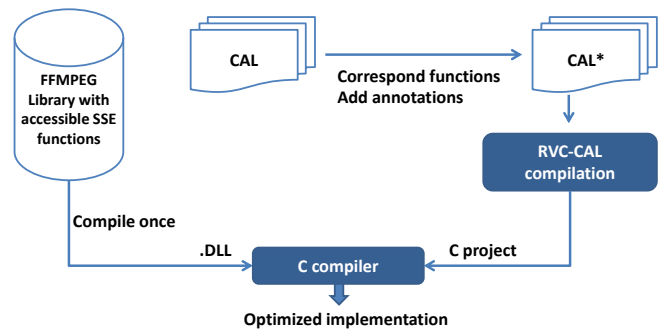 FFMPEG
Library with
accessible SSE
functions
CAL
Correspond functions
Add annotations
CAL*
RVC-CAL
compilation
Compile once
.DLL
C compiler
C project
Optimized implementation